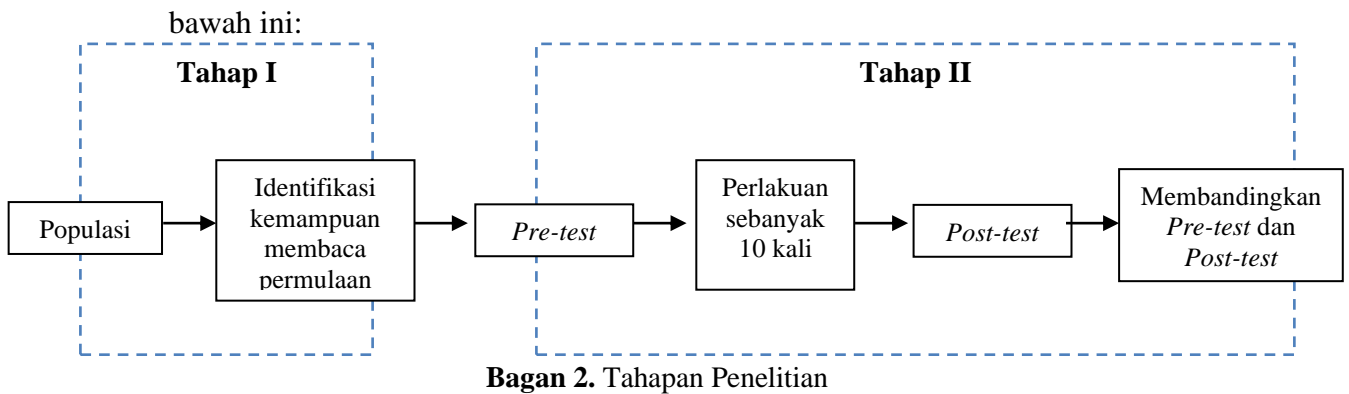 bawah ini:
Tahap I
Tahap II
Populasi
Identifikasi
kemampuan
membaca
permulaan
Pre-test
Perlakuan
sebanyak
10 kali
Post-test
Membandingkan
Pre-test dan
Post-test
Bagan 2. Tahapan Penelitian